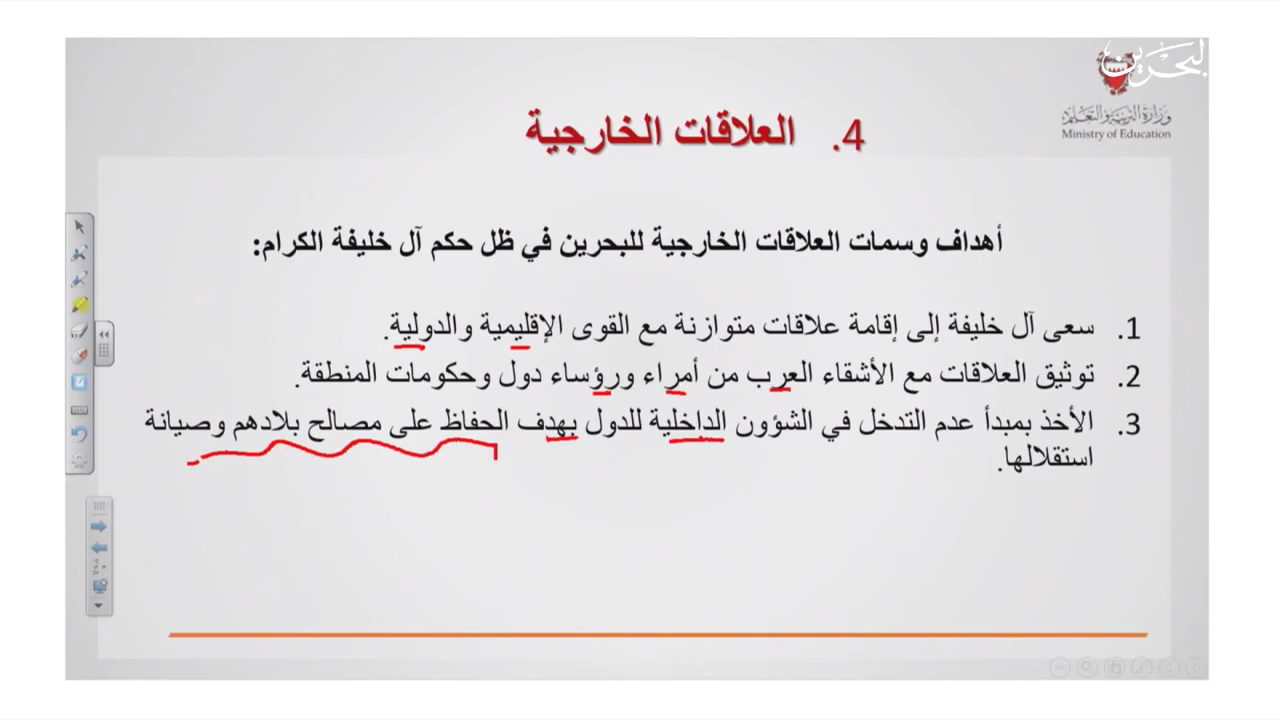 البحرين
وزارة التربية والتعليم
Ministry of Education
4. العلاقات الخارجية
أهداف وسمات العلاقات الخارجية للبحرين في ظل حكم آل خليفة الكرام:
1. سعى آل خليفة إلى إقامة علاقات متوازنة مع القوى الإقليمية والدولية.
2. توثيق العلاقات مع الأشقاء العرب من أمراء ورؤساء دول وحكومات المنطقة.
3. الأخذ بمبدأ عدم التدخل في الشؤون الداخلية للدول بهدف الحفاظ على مصالح بلادهم وصيانة
استقلالها.